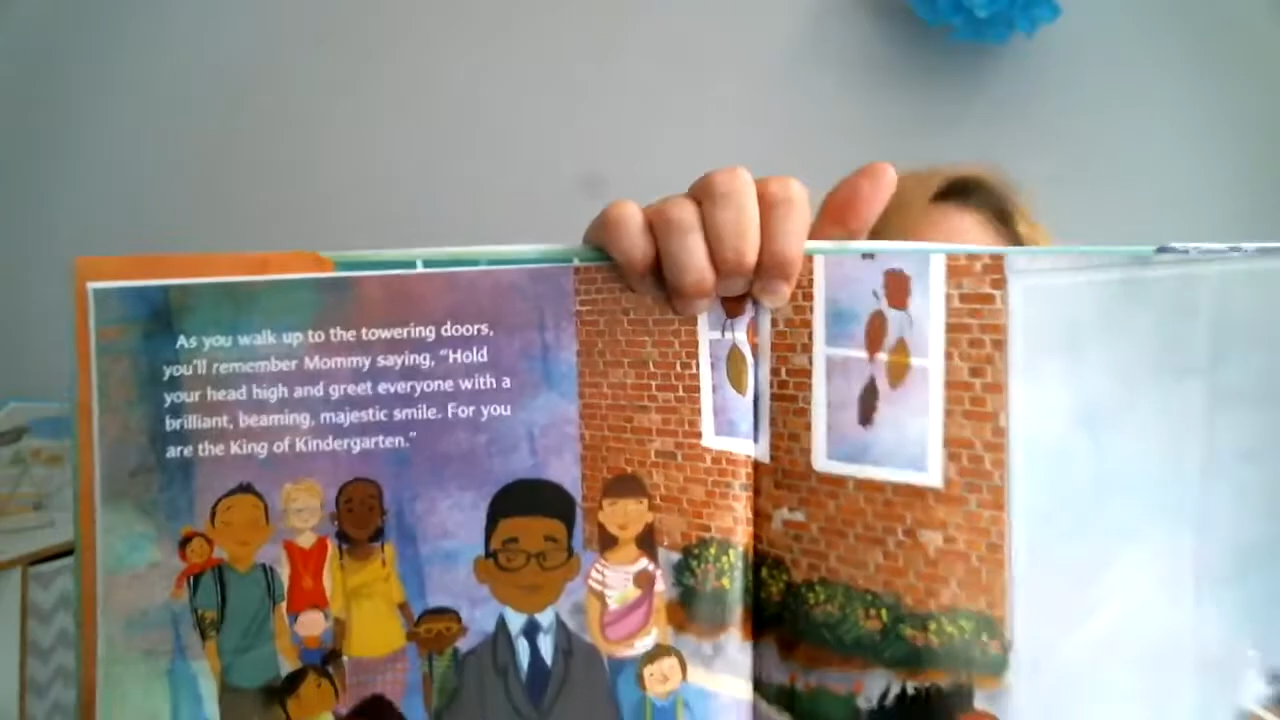 As you walk up to the towering doors,
you'll remember Mommy saying, "Hold
your head high and greet everyone with a
brilliant, beaming, majestic smile. For you
are the King of Kindergarten."